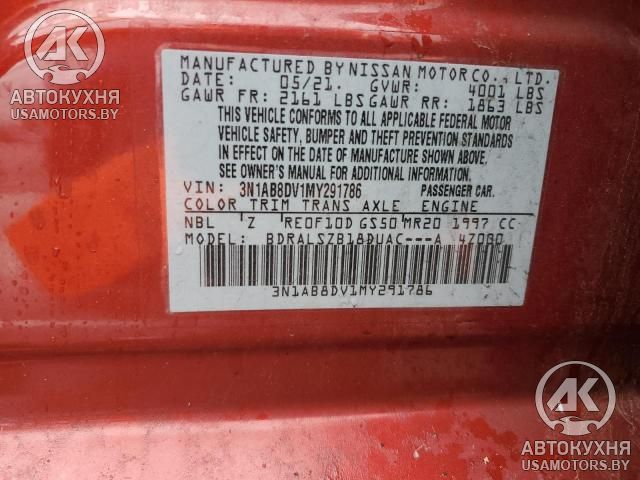 AK
АВТОКУХНЯ
USAMOTORS.BY
MANUFACTURED BY NISSAN MOTOR CO., LTD.
DATE: 05/21. GVWR: 4001 LBS
GAWR FR: 2161 LBS GAWR RR: 1863 LBS
THIS VEHICLE CONFORMS TO ALL APPLICABLE FEDERAL MOTOR
VEHICLE SAFETY, BUMPER AND THEFT PREVENTION STANDARDS
IN EFFECT ON THE DATE OF MANUFACTURE SHOWN ABOVE.
SEE OWNER'S MANUAL FOR ADDITIONAL INFORMATION.
VIN: 3N1AB8DV1MY291786 PASSENGER CAR.
COLOR TRIM TRANS AXLE ENGINE
NBL Z RE0F10D GS50 MR20 1997 CC
MODEL: BDRALSZB18DUAC---A 4Z0B0
3N1AB8DV1MY291786
AK
АВТОКУХНЯ
USAMOTORS.BY